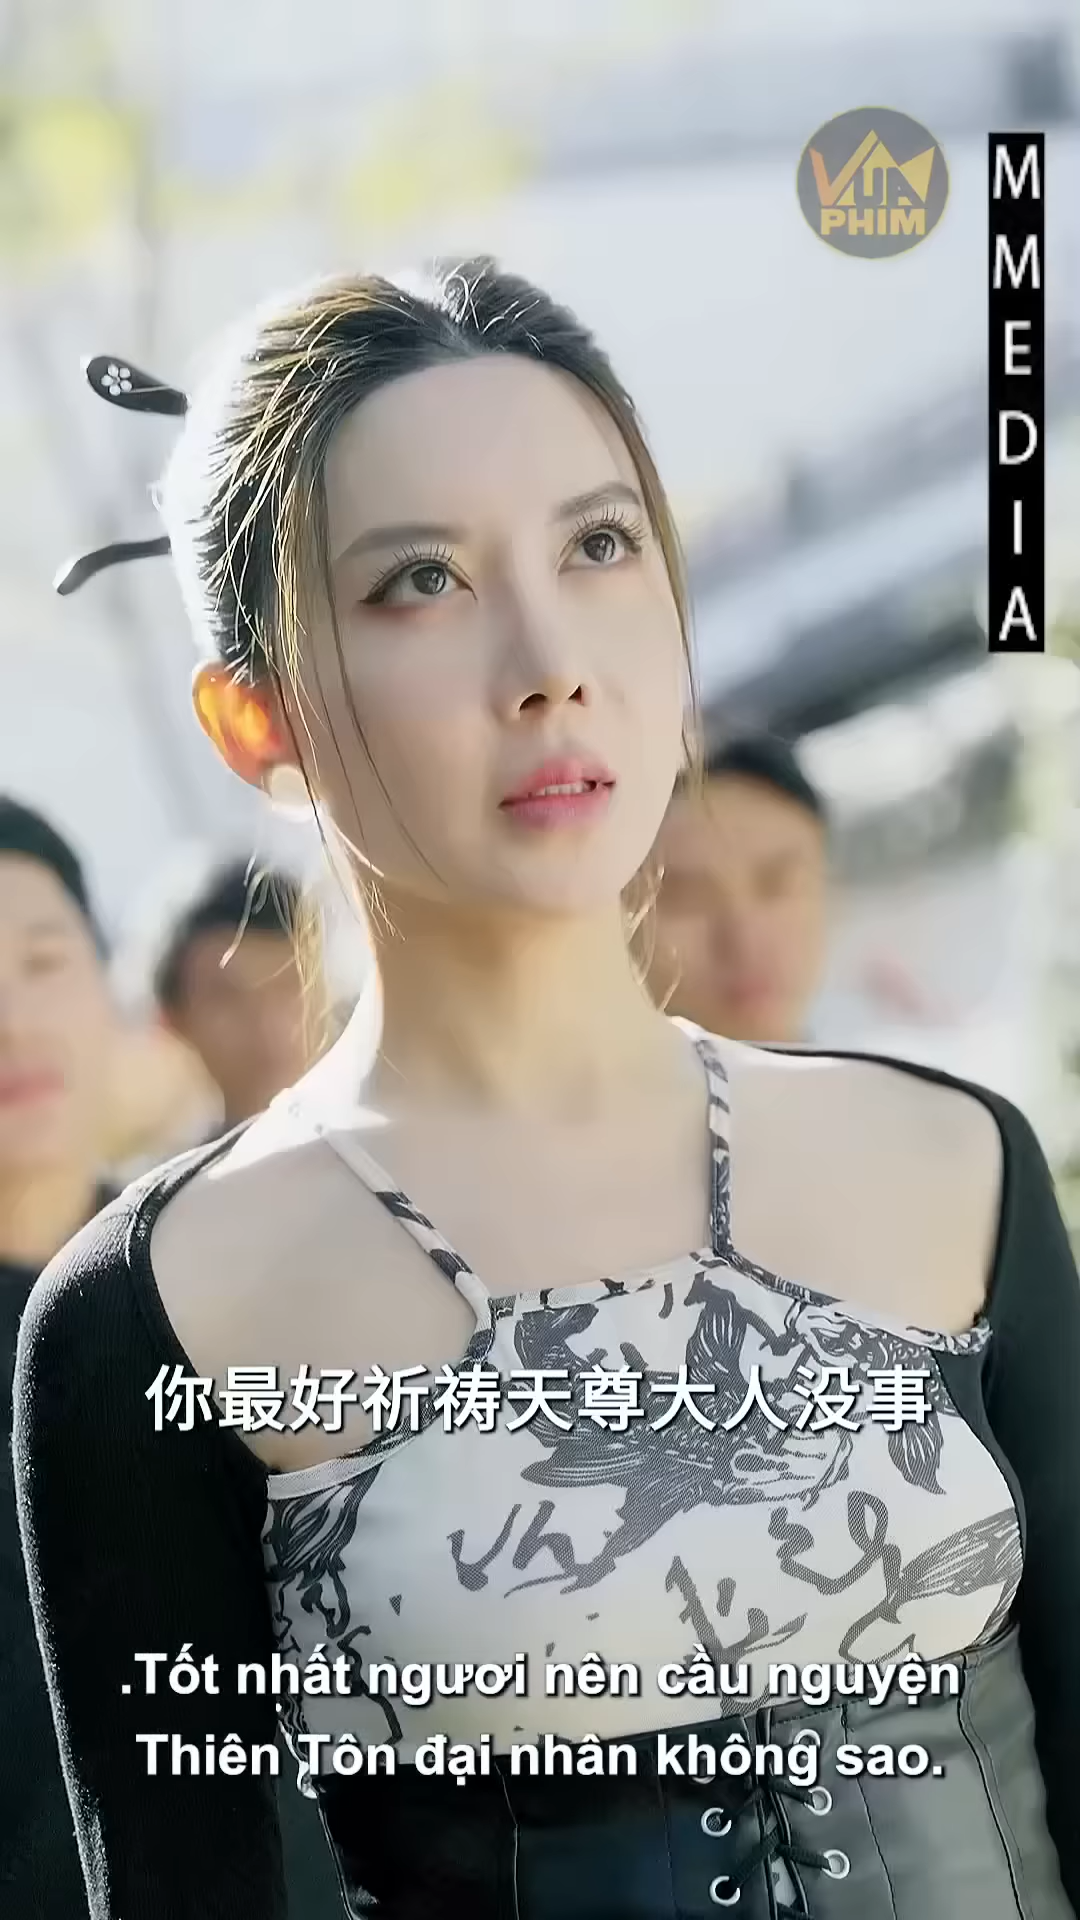 VUA
PHIM
MMEDIA
你最好祈祷天尊大人没事
.Tốt nhất ngươi nên cầu nguyện
Thiên Tôn đại nhân không sao.